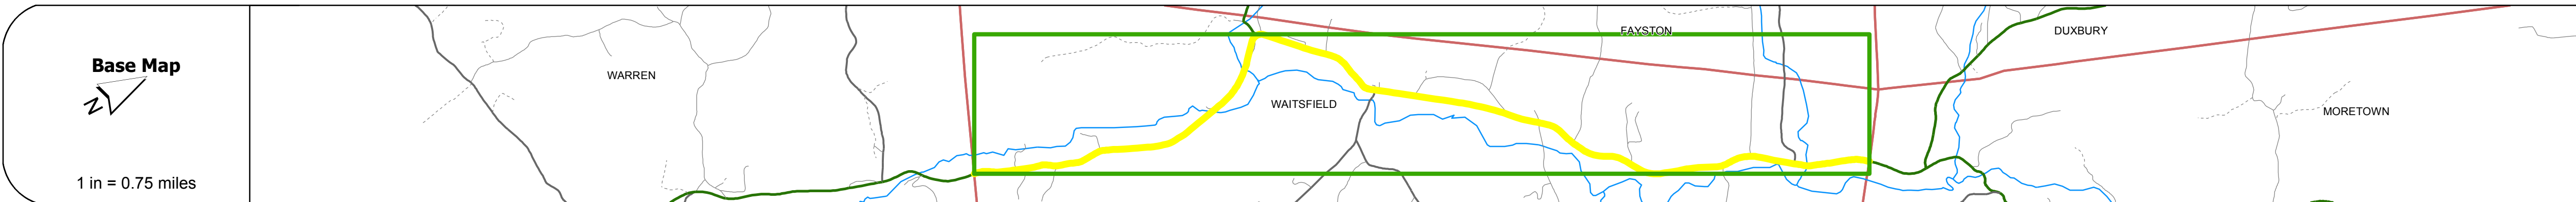 Base Map
N
1 in = 0.75 miles
WARREN
WAITSFIELD
FAYSTON
DUXBURY
MORETOWN